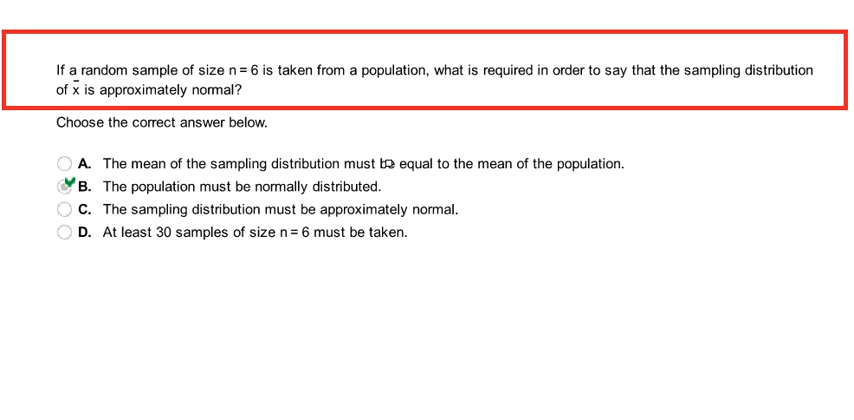 If a random sample of size n = 6 is taken from a population, what is required in order to say that the sampling distribution
of x̄ is approximately normal?
Choose the correct answer below.
A. The mean of the sampling distribution must be equal to the mean of the population.
B. The population must be normally distributed.
C. The sampling distribution must be approximately normal.
D. At least 30 samples of size n = 6 must be taken.